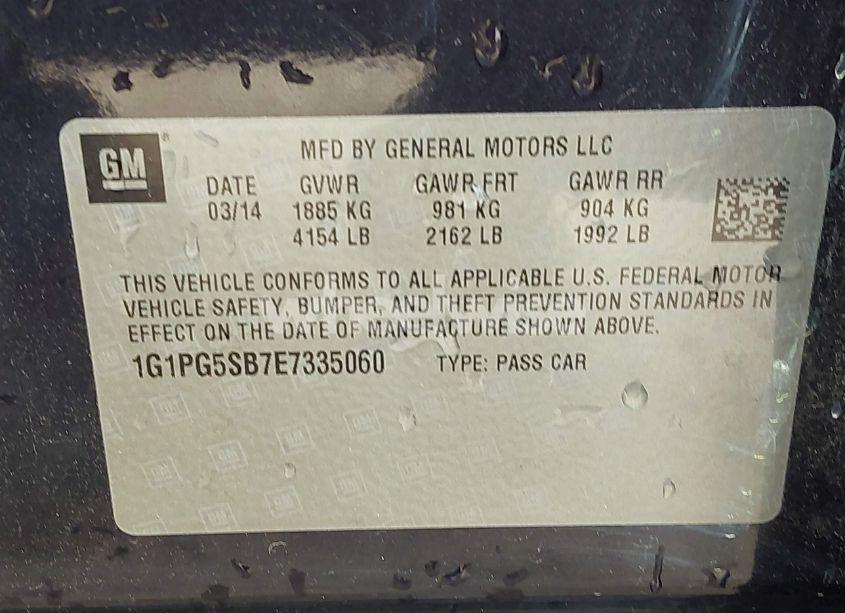 GM
MFD BY GENERAL MOTORS LLC
DATE GVWR GAWR FRT GAWR RR
03/14 1885 KG 981 KG 904 KG
4154 LB 2162 LB 1992 LB
THIS VEHICLE CONFORMS TO ALL APPLICABLE U.S. FEDERAL MOTOR
VEHICLE SAFETY, BUMPER, AND THEFT PREVENTION STANDARDS IN
EFFECT ON THE DATE OF MANUFACTURE SHOWN ABOVE.
1G1PG5SB7E7335060 TYPE: PASS CAR